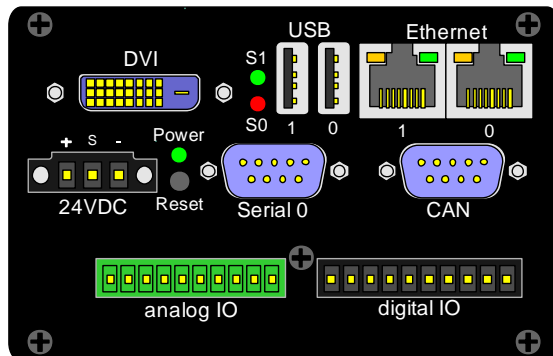 USB Ethernet
DVI S1
S0 1 0 1 0
+ S - Power
24VDC Reset Serial 0 CAN
analog IO digital IO